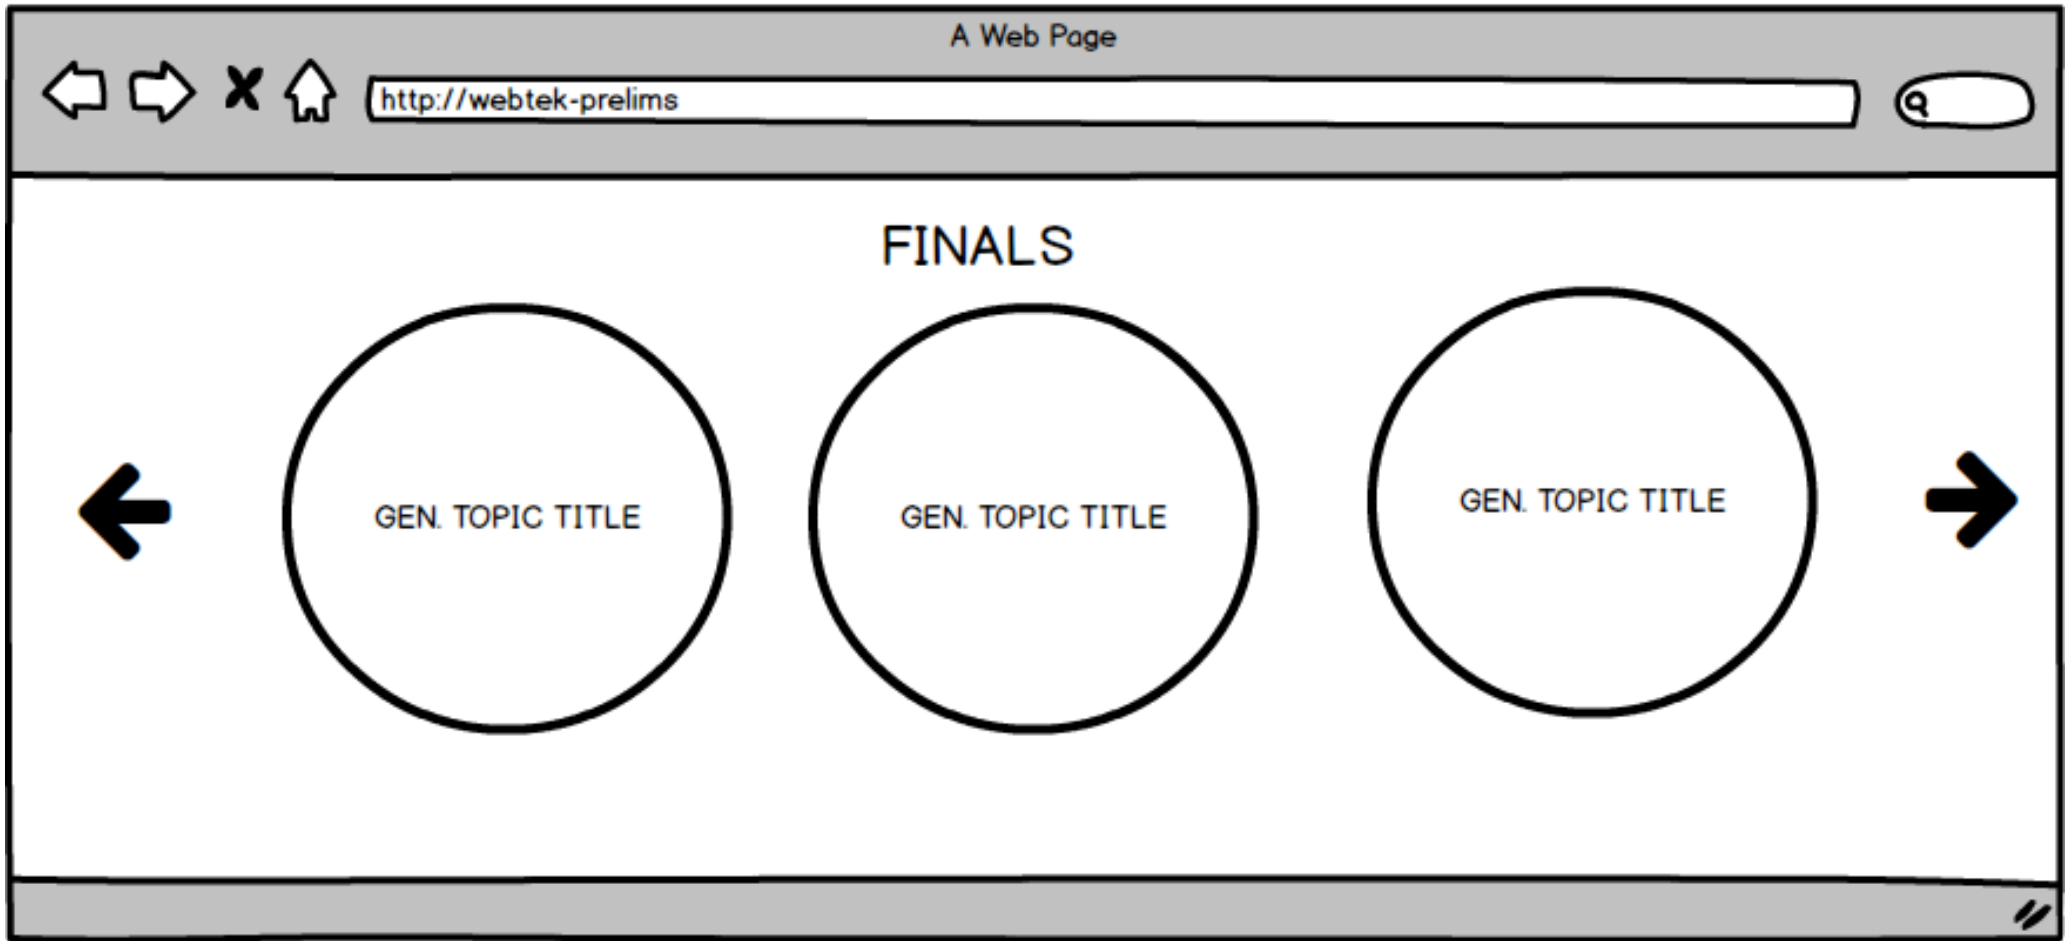 A Web Page
http://webtek-prelims
FINALS
GEN. TOPIC TITLE
GEN. TOPIC TITLE
GEN. TOPIC TITLE